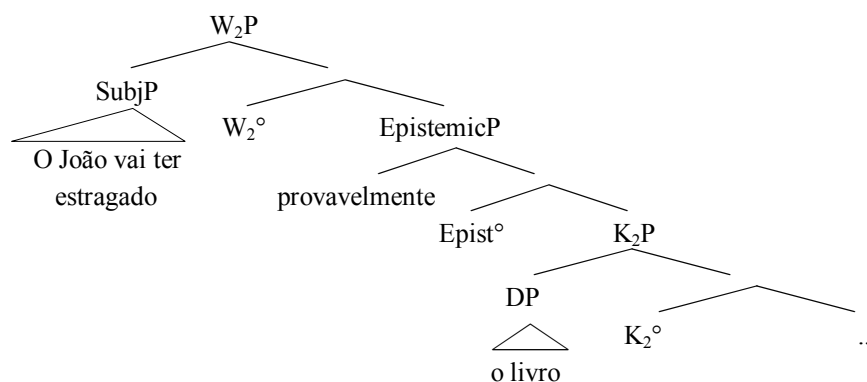 W₂P
SubjP
W₂° EpistemicP
O João vai ter
estragado
provavelmente
Epist° K₂P
DP
K₂° ..
o livro